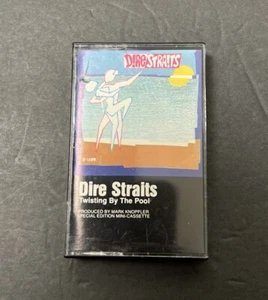 DIRE STRAITS
Dire Straits
Twisting By The Pool
PRODUCED BY MARK KNOPFLER
SPECIAL EDITION MINI-CASSETTE